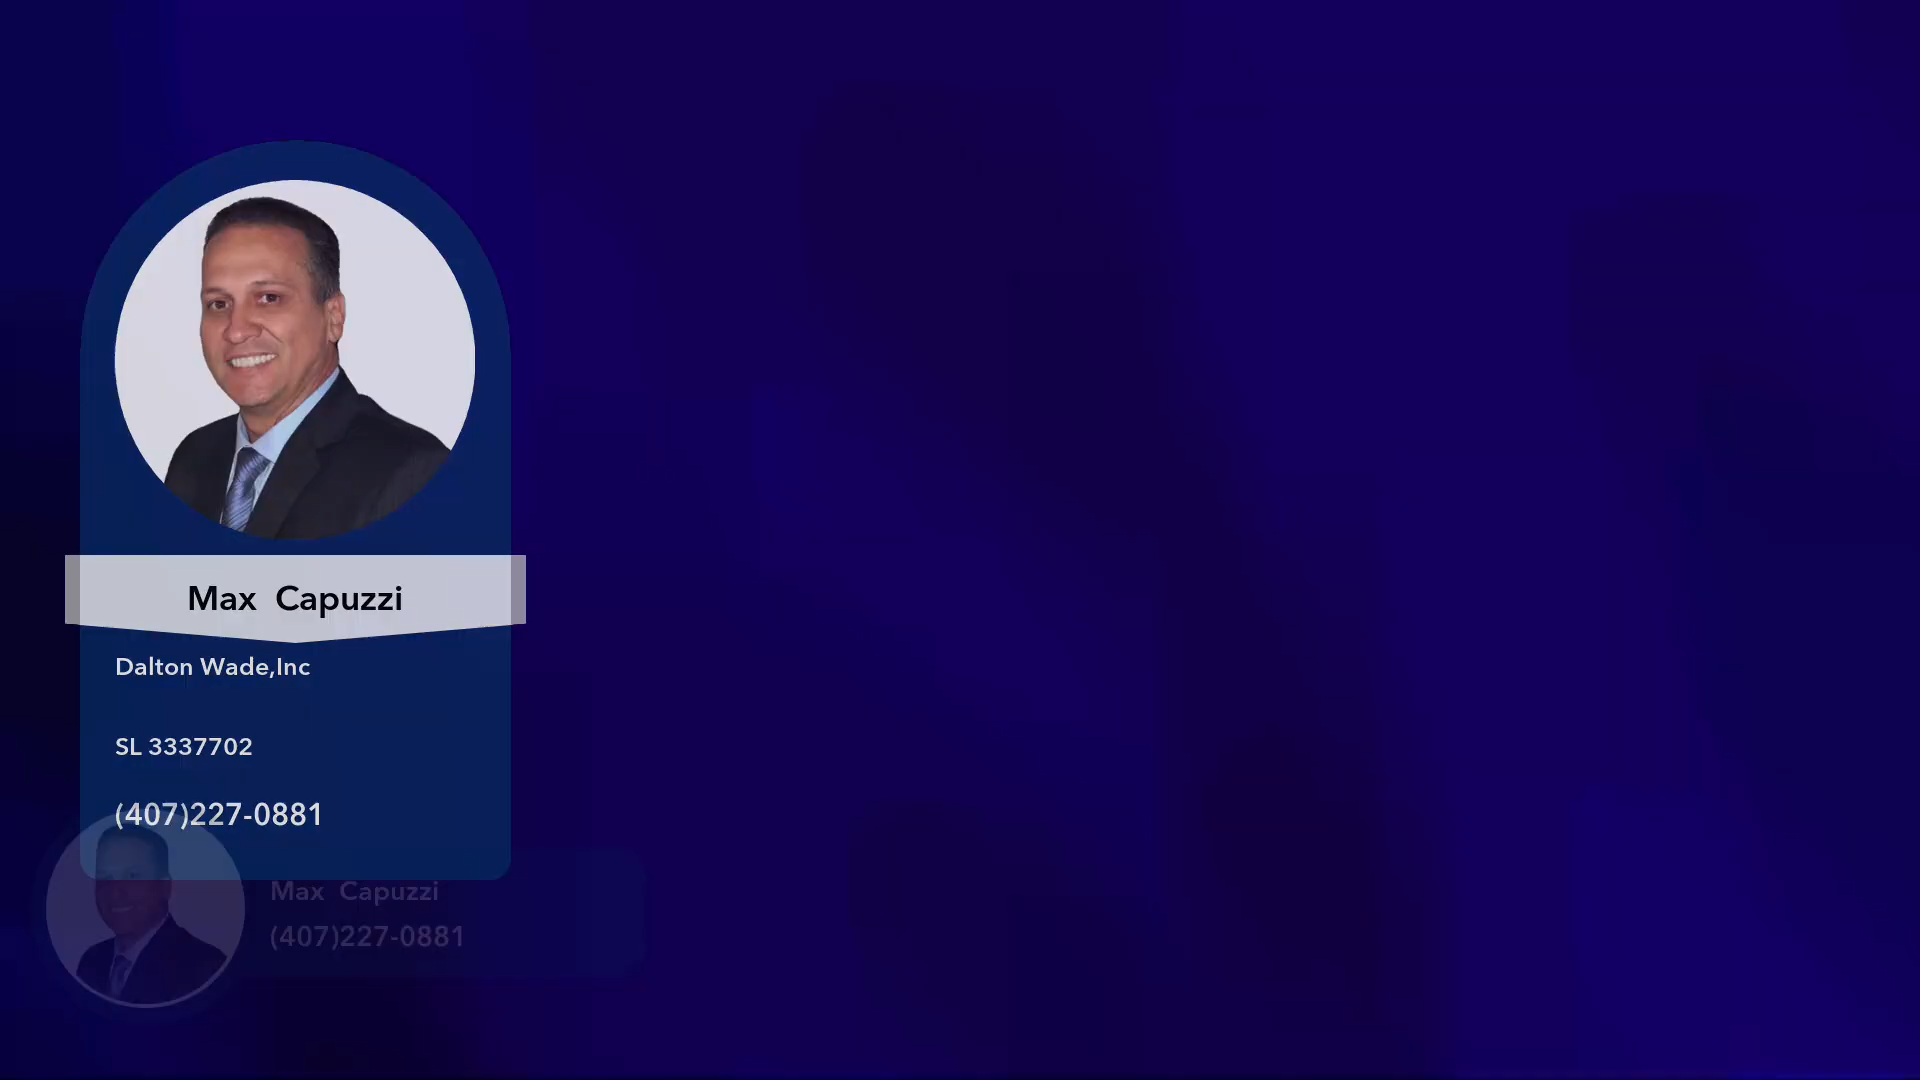 Max Capuzzi
Dalton Wade,Inc
SL 3337702
(407)227-0881
Max Capuzzi
(407)227-0881